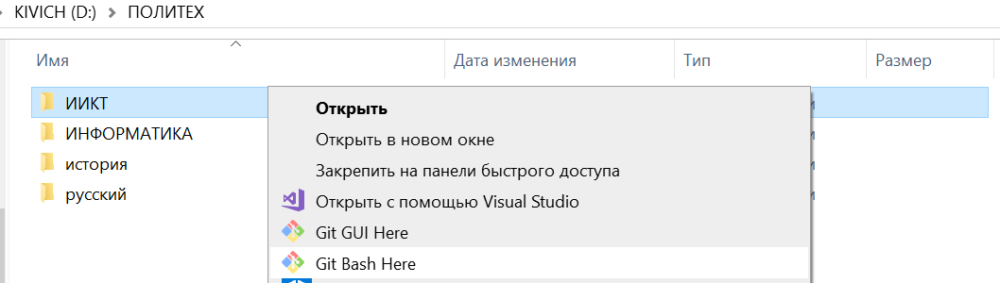 KIVICH (D:) > ПОЛИТЕХ
Имя Дата изменения Тип Размер
ИИКТ
ИНФОРМАТИКА
история
русский
Открыть
Открыть в новом окне
Закрепить на панели быстрого доступа
Открыть с помощью Visual Studio
Git GUI Here
Git Bash Here